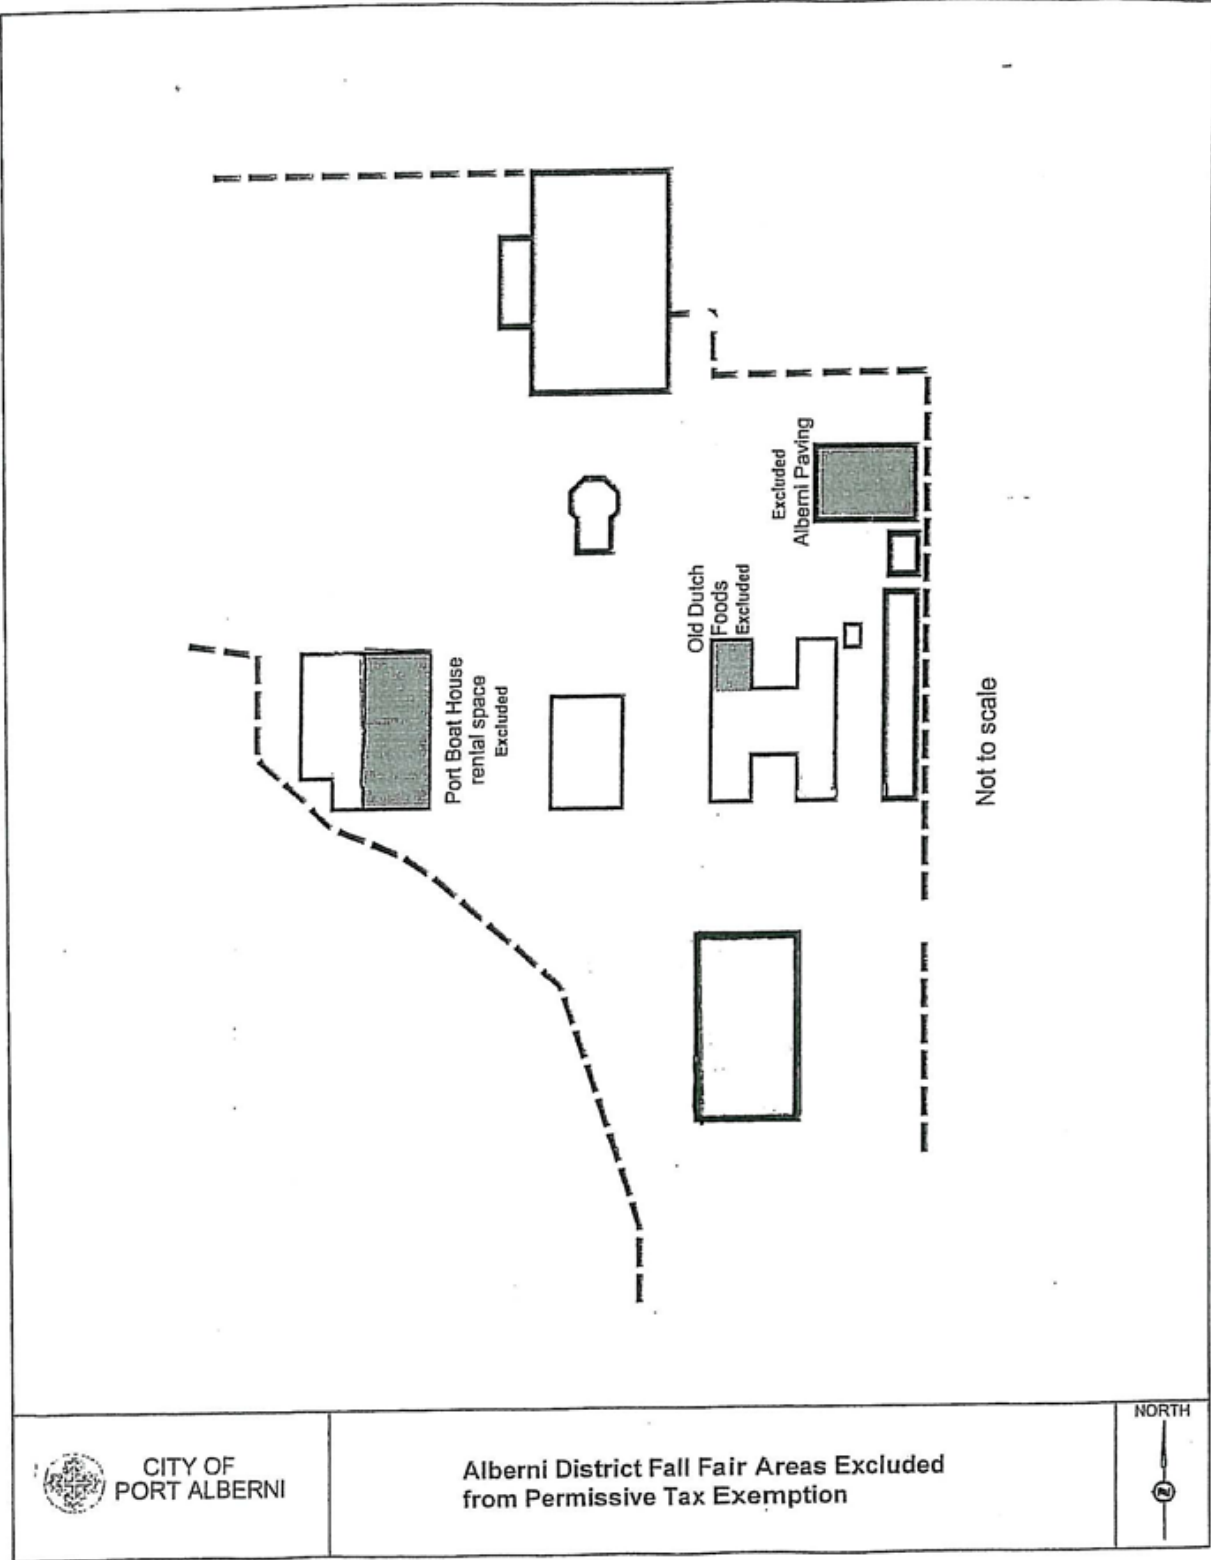 Excluded
Alberni Paving
Old Dutch
Foods
Excluded
Port Boat House
rental space
Excluded
Not to scale
CITY OF
PORT ALBERNI
Alberni District Fall Fair Areas Excluded
from Permissive Tax Exemption
NORTH
N